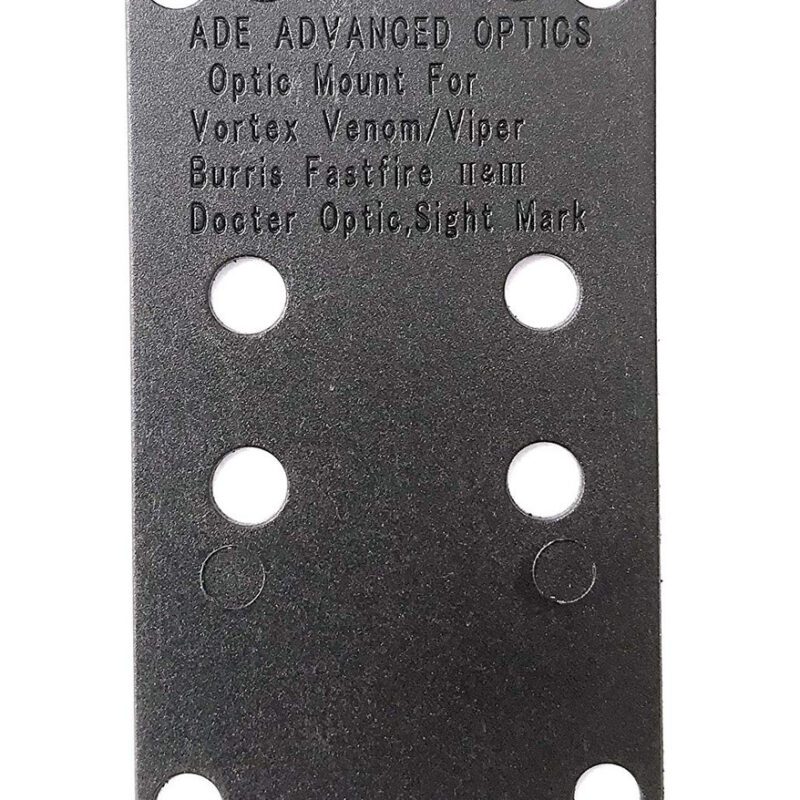 ADE ADVANCED OPTICS
Optic Mount For
Vortex Venom/Viper
Burris Fastfire II&III
Docter Optic,Sight Mark